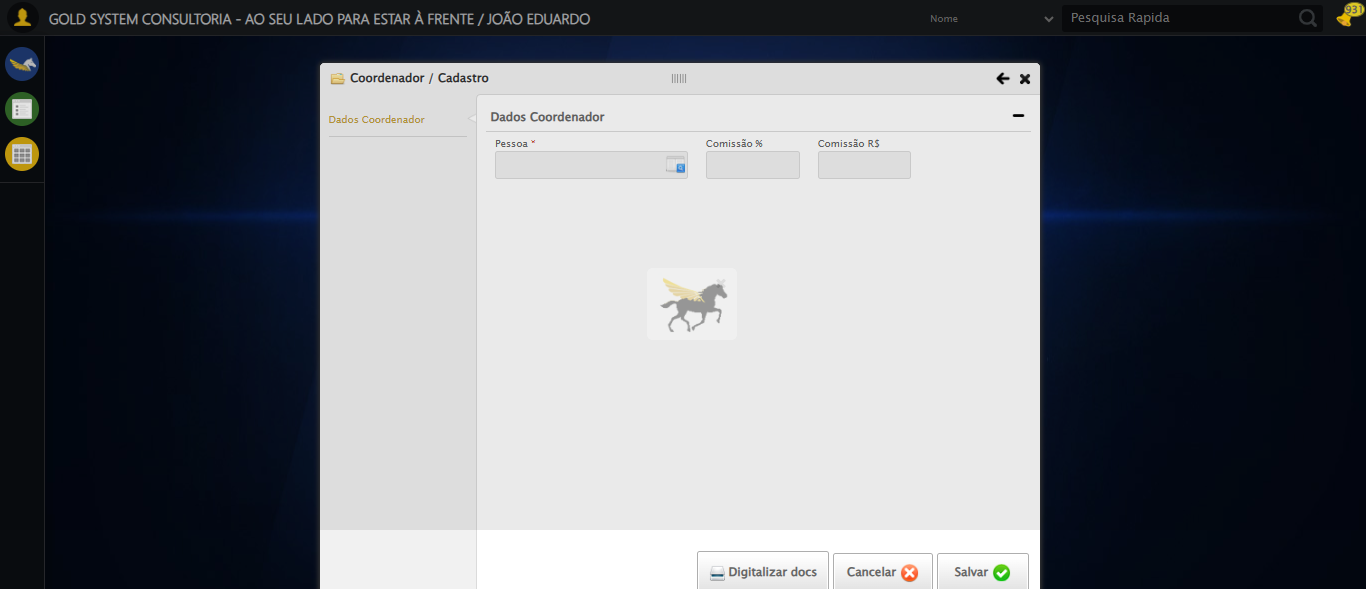 GOLD SYSTEM CONSULTORIA - AO SEU LADO PARA ESTAR À FRENTE / JOÃO EDUARDO
Nome
Pesquisa Rapida
931
Coordenador / Cadastro
Dados Coordenador
Dados Coordenador
Pessoa *
Comissão %
Comissão R$
Digitalizar docs
Cancelar
Salvar